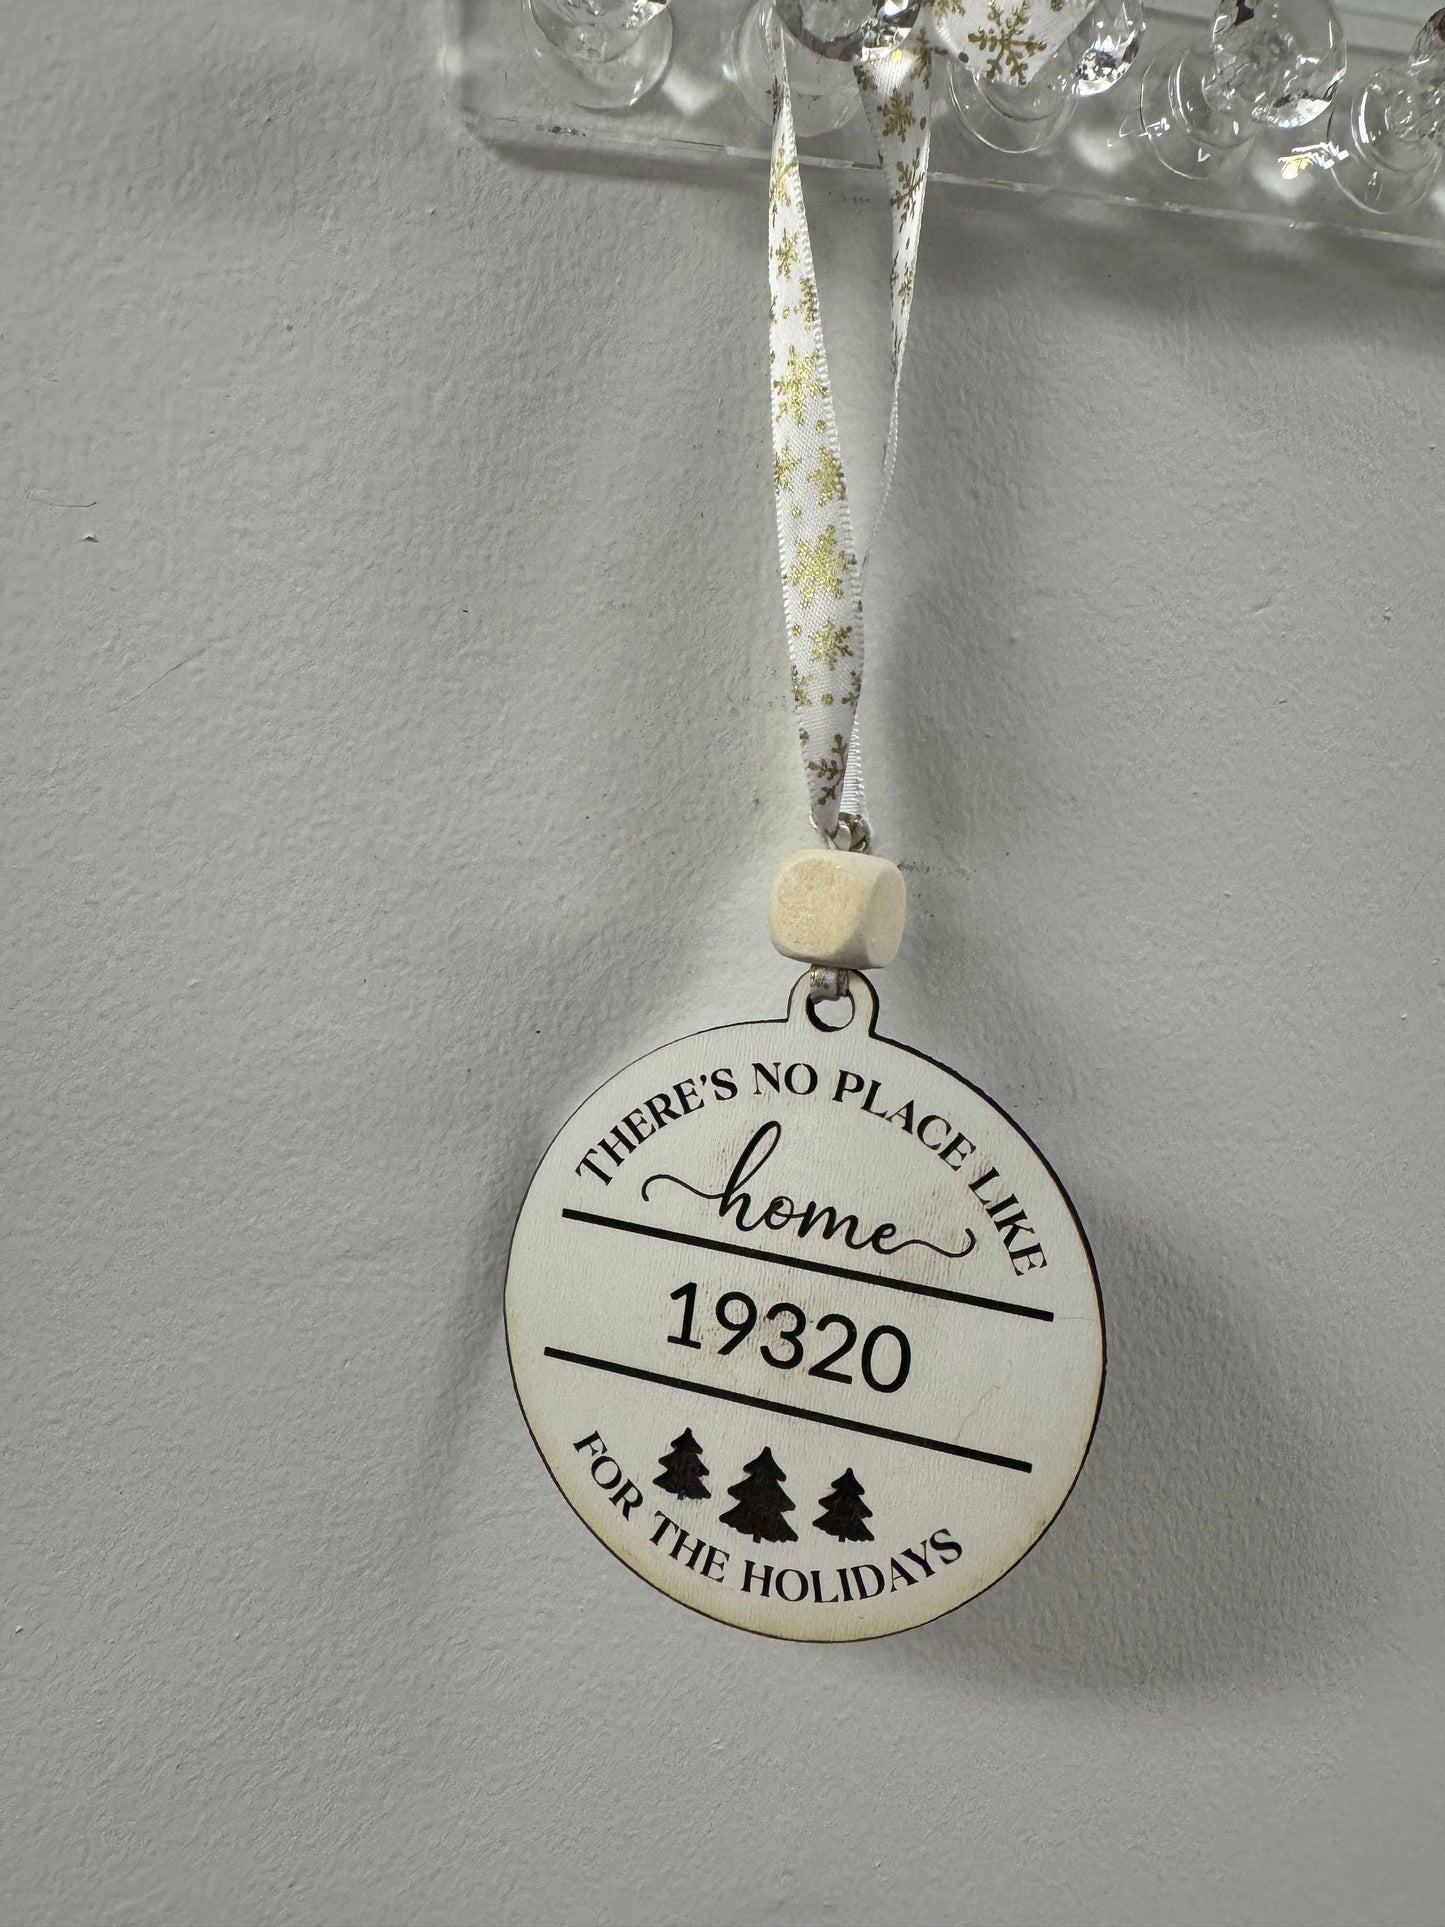 THERE'S NO PLACE LIKE
home
19320
FOR THE HOLIDAYS